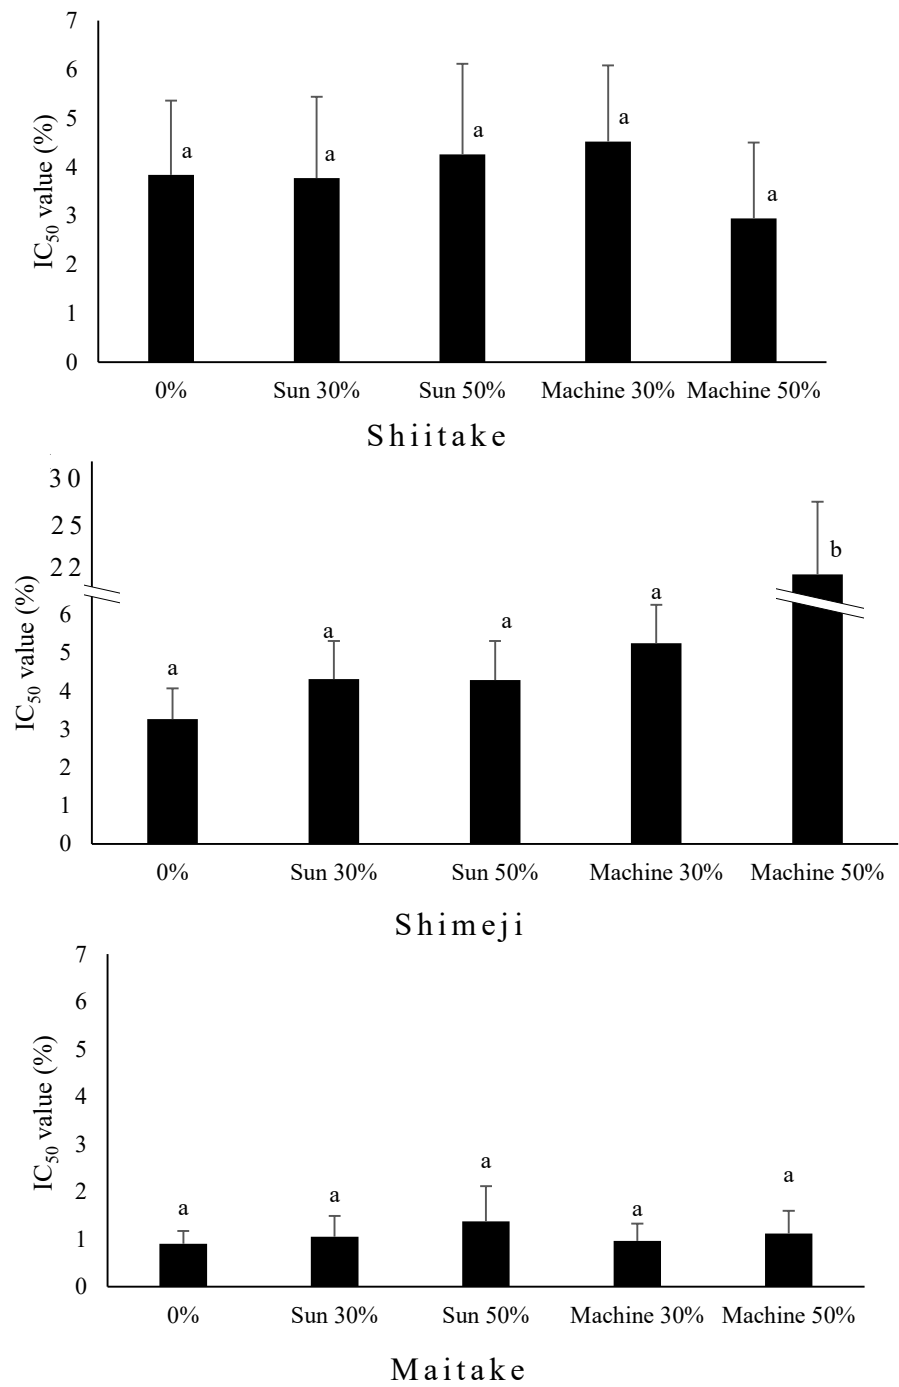 7
6
5
4
3
2
1
0
IC50 value (%)
a
a
a
a
a
0%
Sun 30%
Sun 50%
Machine 30%
Machine 50%
Shiitake
30
25
22
6
5
4
3
2
1
0
IC50 value (%)
a
a
a
a
b
0%
Sun 30%
Sun 50%
Machine 30%
Machine 50%
Shimeji
7
6
5
4
3
2
1
0
IC50 value (%)
a
a
a
a
a
0%
Sun 30%
Sun 50%
Machine 30%
Machine 50%
Maitake